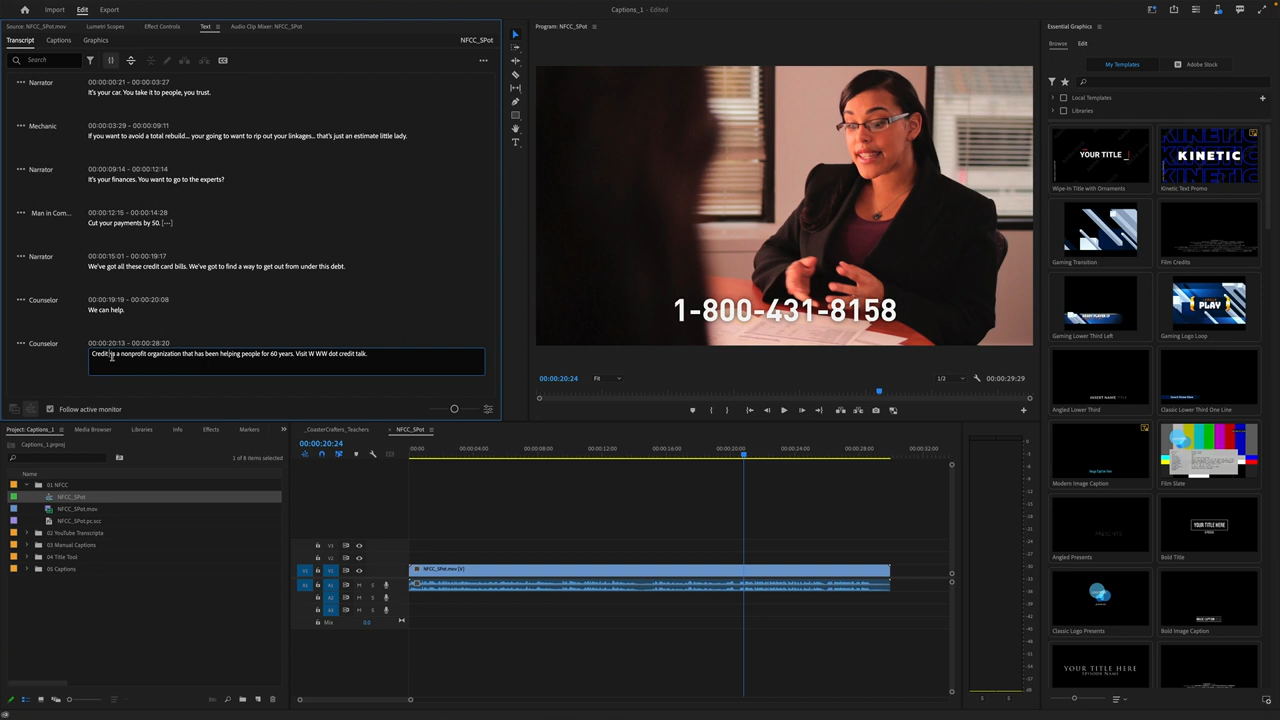 Import
Edit
Export
Captions_1 - Edited
Source: NFCC_SPot.mov
Lumetri Scopes
Effect Controls
Text
Audio Clip Mixer: NFCC_SPot
Transcript
Captions
Graphics
NFCC_SPot
Search
Narrator
00:00:00:21 - 00:00:03:27
It's your car. You take it to people, you trust.
Mechanic
00:00:03:29 - 00:00:09:11
If you want to avoid a total rebuild... your going to want to rip out your linkages... that's just an estimate little lady.
Narrator
00:00:09:14 - 00:00:12:14
It's your finances. You want to go to the experts?
Man in Com...
00:00:12:15 - 00:00:14:28
Cut your payments by 50. [...]
Narrator
00:00:15:01 - 00:00:19:17
We've got all these credit card bills. We've got to find a way to get out from under this debt.
Counselor
00:00:19:19 - 00:00:20:08
We can help.
Counselor
00:00:20:13 - 00:00:28:20
Credit is a nonprofit organization that has been helping people for 60 years. Visit W WW dot credit talk.
Follow active monitor
Program: NFCC_SPot
1-800-431-8158
00:00:20:24
Fit
1/2
00:00:29:29
Essential Graphics
Browse
Edit
My Templates
Adobe Stock
Local Templates
Libraries
YOUR TITLE _
KINETIC
Wipe-in Title with Ornaments
Kinetic Text Promo
Gaming Transition
Film Credits
PLAY
Gaming Lower Third Left
Gaming Logo Loop
Angled Lower Third
Classic Lower Third One Line
Modern Image Caption
Film Slate
YOUR TITLE HERE
Angled Presents
Bold Title
Classic Logo Presents
Bold Image Caption
YOUR TITLE HERE
EPISODE NAME
Project: Captions_1
Media Browser
Libraries
Info
Effects
Markers
Captions_1.prproj
1 of 8 items selected
Name
01 NFCC
NFCC_SPot
NFCC_SPot.mov
NFCC_SPot.pc.scc
02 YouTube Transcripts
03 Manual Captions
04 Title Tool
05 Captions
_CoasterCrafters_Teachers
NFCC_SPot
00:00:20:24
:00:00
00:00:04:00
00:00:08:00
00:00:12:00
00:00:16:00
00:00:20:00
00:00:24:00
00:00:28:00
00:00:32:00
V3
V2
V1
V1
NFCC_SPot.mov [V]
A1
A1
M
S
A2
M
S
A3
M
S
Mix
0.0